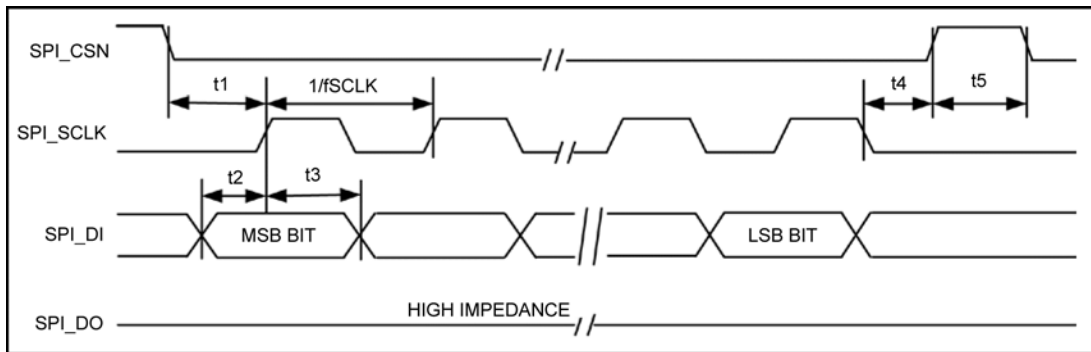 SPI_CSN
t1
1/fSCLK
t4
t5
SPI_SCLK
t2
t3
SPI_DI
MSB BIT
LSB BIT
HIGH IMPEDANCE
SPI_DO